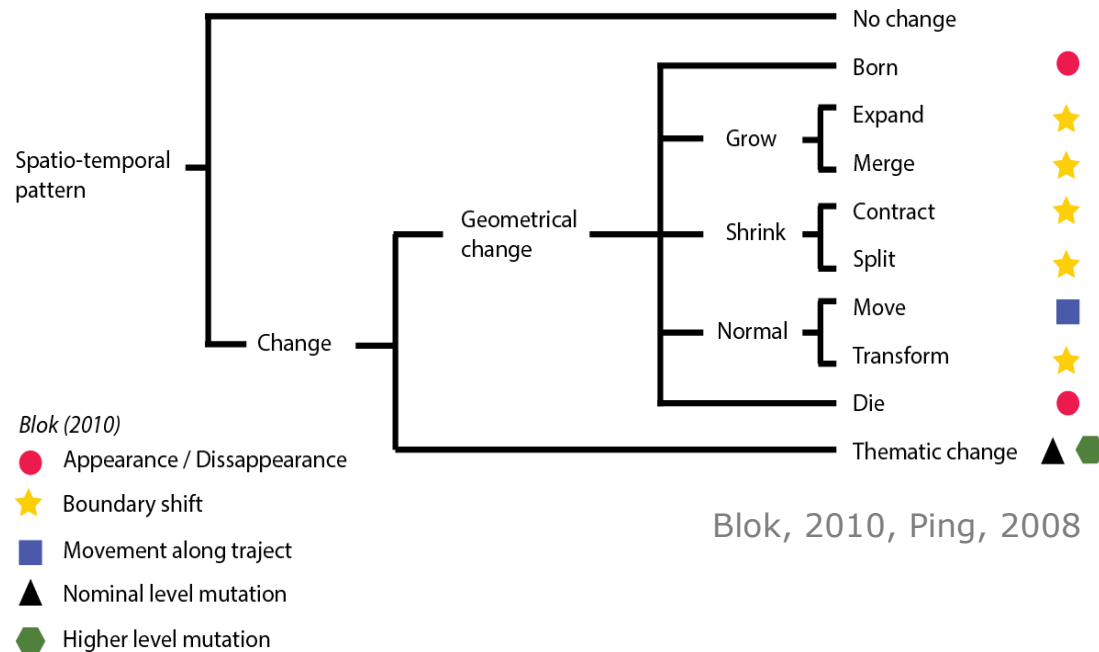 No change
Born
Expand
Grow
Merge
Spatio-temporal
pattern
Contract
Geometrical
change
Shrink
Split
Move
Normal
Change
Transform
Die
Blok (2010)
Thematic change
Appearance / Dissappearance
Boundary shift
Blok, 2010, Ping, 2008
Movement along traject
Nominal level mutation
Higher level mutation